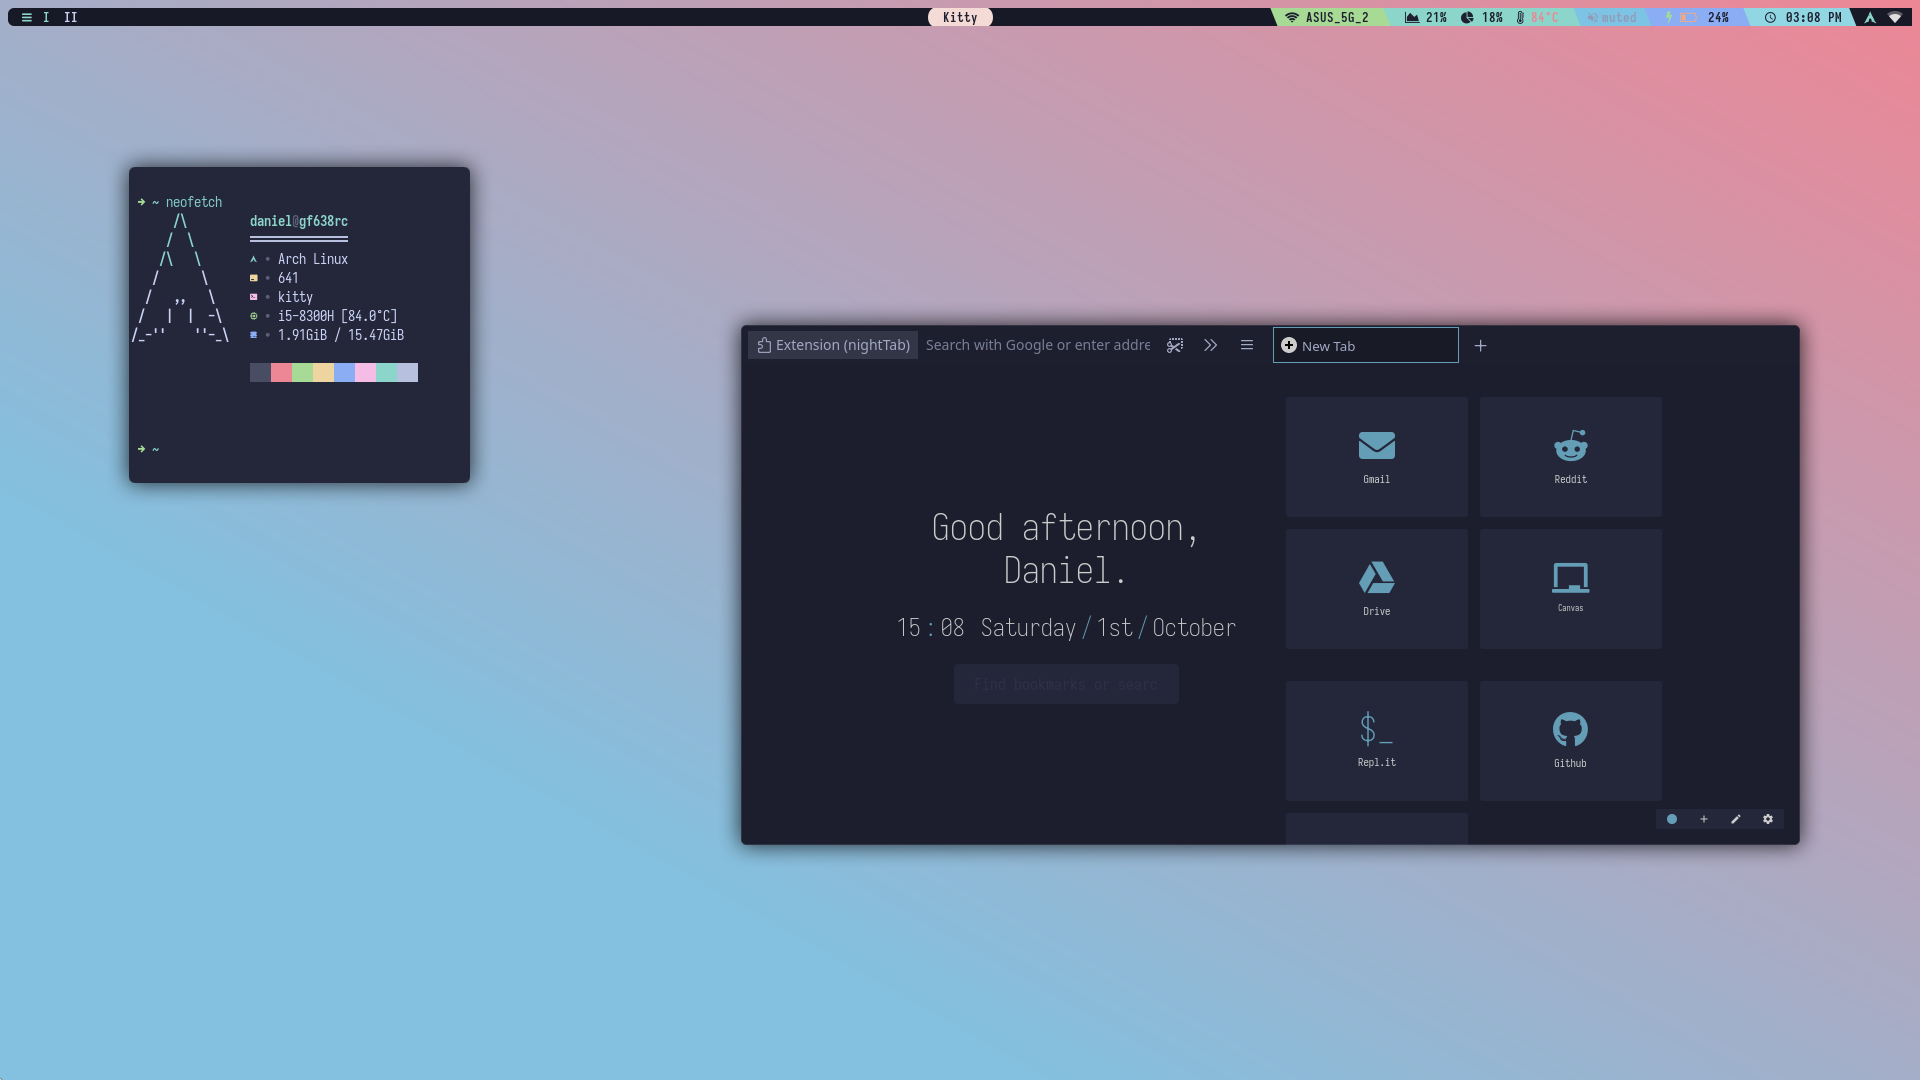 I II
Kitty
ASUS_5G_2 21% 18% 84°C muted 24% 03:08 PM
~ neofetch
daniel@gf638rc
Arch Linux
641
kitty
i5-8300H [84.0°C]
1.91GiB / 15.47GiB
~
Extension (nightTab) Search with Google or enter addre New Tab
Good afternoon,
Daniel.
15:08 Saturday/1st/October
Find bookmarks or searc
Gmail
Reddit
Drive
Canvas
$_
Repl.it
Github